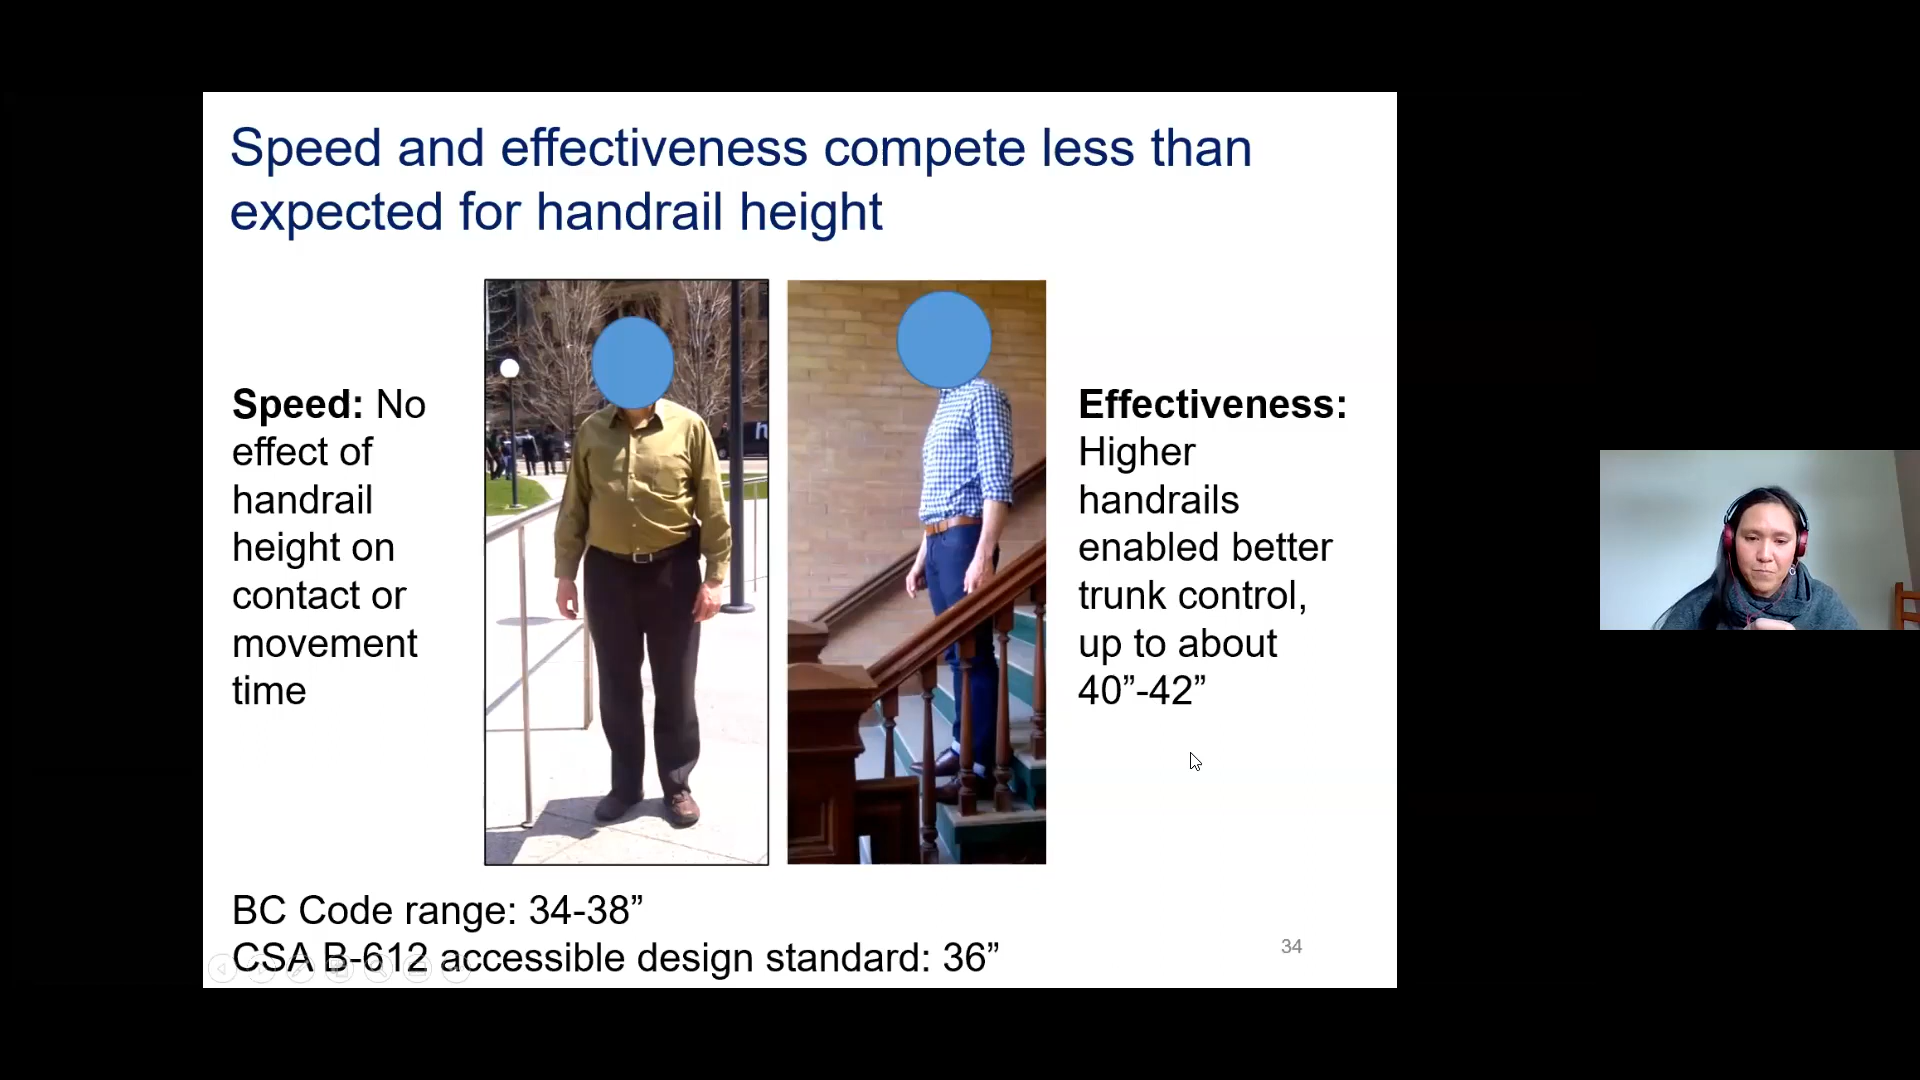 Speed and effectiveness compete less than
expected for handrail height
Speed: No
effect of
handrail
height on
contact or
movement
time
Effectiveness:
Higher
handrails
enabled better
trunk control,
up to about
40”-42”
BC Code range: 34-38”
CSA B-612 accessible design standard: 36”
34